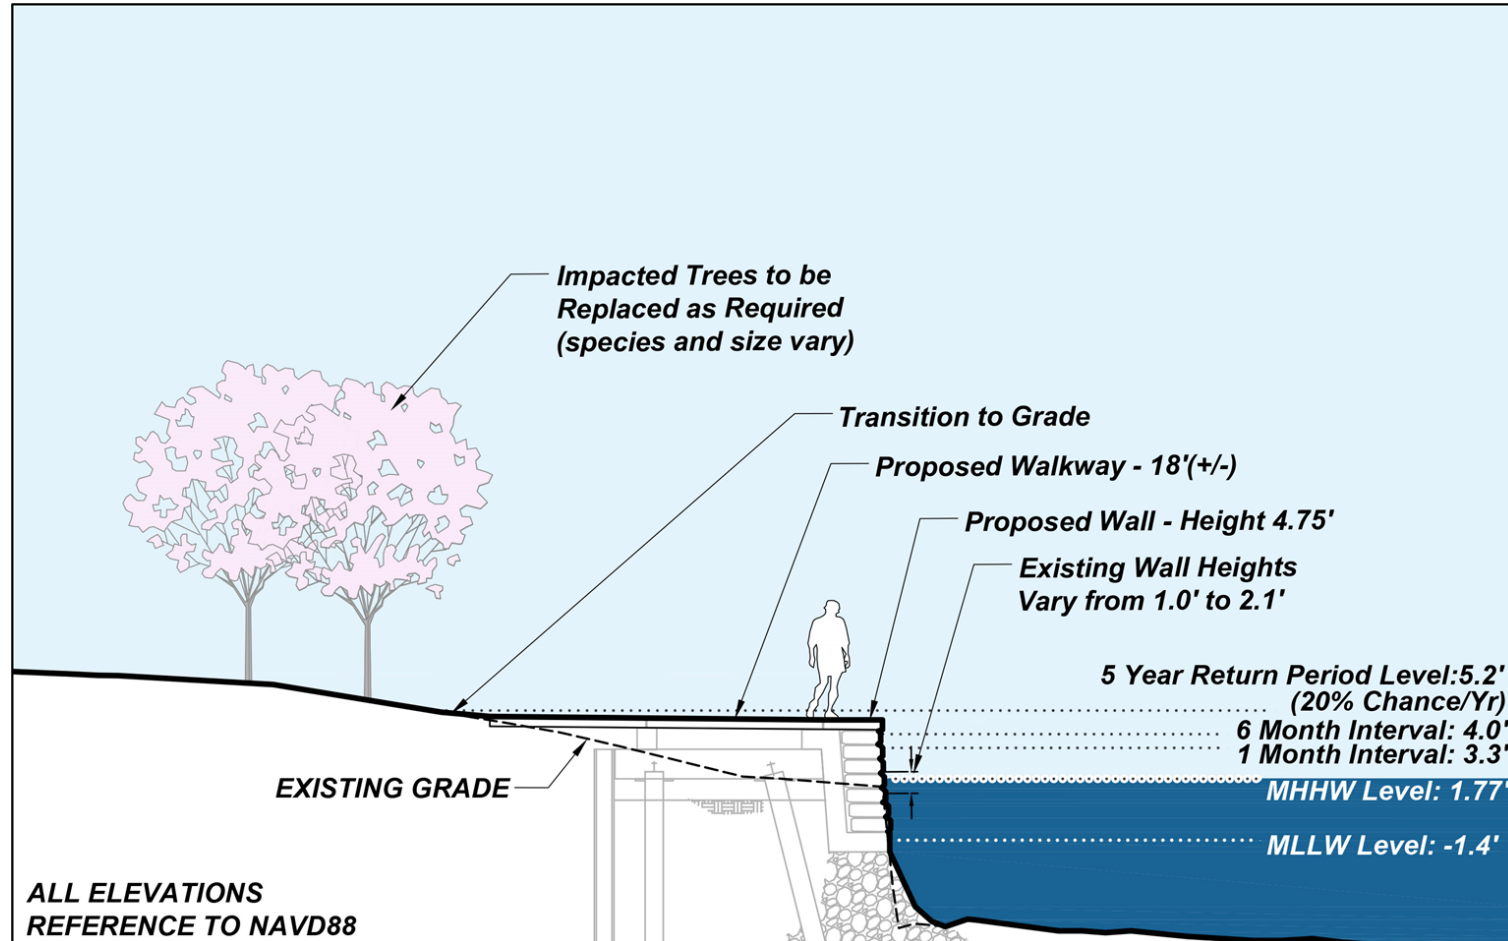 Impacted Trees to be
Replaced as Required
(species and size vary)
Transition to Grade
Proposed Walkway - 18'(+/-)
Proposed Wall - Height 4.75'
Existing Wall Heights
Vary from 1.0' to 2.1'
5 Year Return Period Level:5.2'
(20% Chance/Yr)
6 Month Interval: 4.0'
1 Month Interval: 3.3'
EXISTING GRADE
MHHW Level: 1.77'
MLLW Level: -1.4'
ALL ELEVATIONS
REFERENCE TO NAVD88